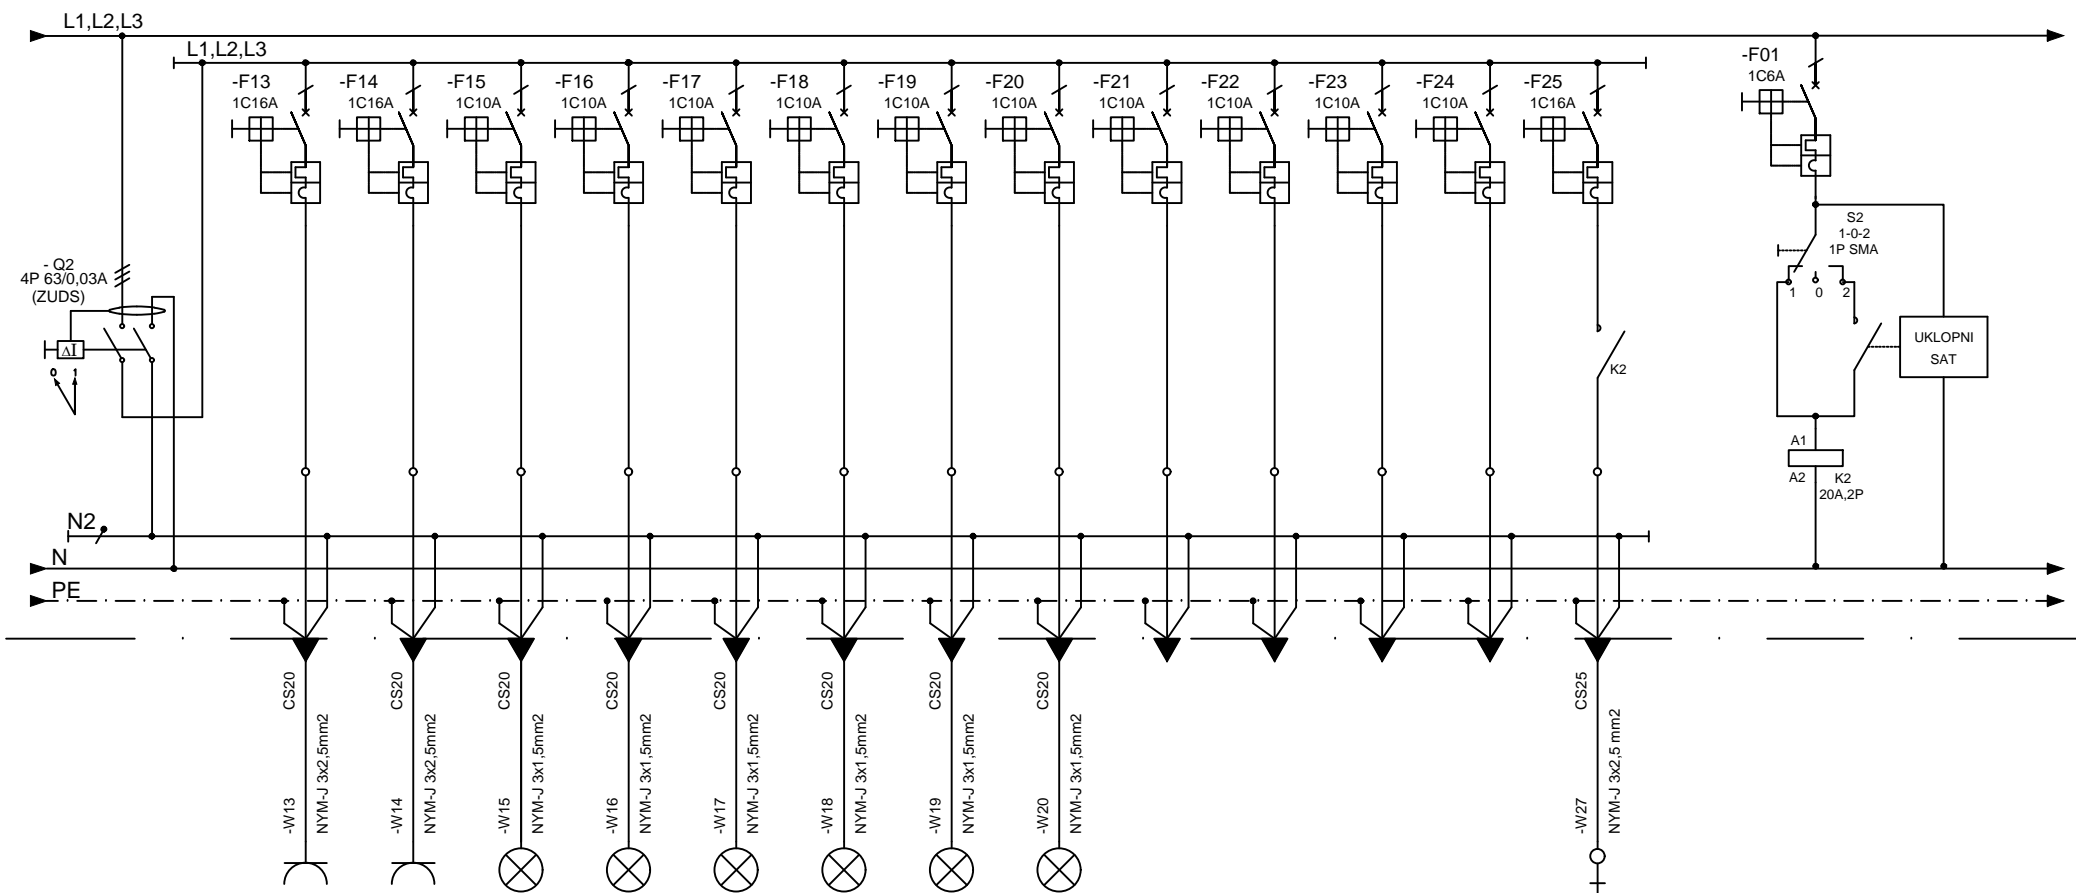 L1,L2,L3
L1,L2,L3
-F13
1C16A
-F14
1C16A
-F15
1C10A
-F16
1C10A
-F17
1C10A
-F18
1C10A
-F19
1C10A
-F20
1C10A
-F21
1C10A
-F22
1C10A
-F23
1C10A
-F24
1C10A
-F25
1C16A
-F01
1C6A
S2
1-0-2
1P SMA
1 0 2
- Q2
4P 63/0,03A
(ZUDS)
ΔI
0 1
K2
UKLOPNI
SAT
A1
A2
K2
20A,2P
N2
N
PE
CS20
-W13
NYM-J 3x2,5mm2
CS20
-W14
NYM-J 3x2,5mm2
CS20
-W15
NYM-J 3x1,5mm2
CS20
-W16
NYM-J 3x1,5mm2
CS20
-W17
NYM-J 3x1,5mm2
CS20
-W18
NYM-J 3x1,5mm2
CS20
-W19
NYM-J 3x1,5mm2
CS20
-W20
NYM-J 3x1,5mm2
CS25
-W27
NYM-J 3x2,5 mm2